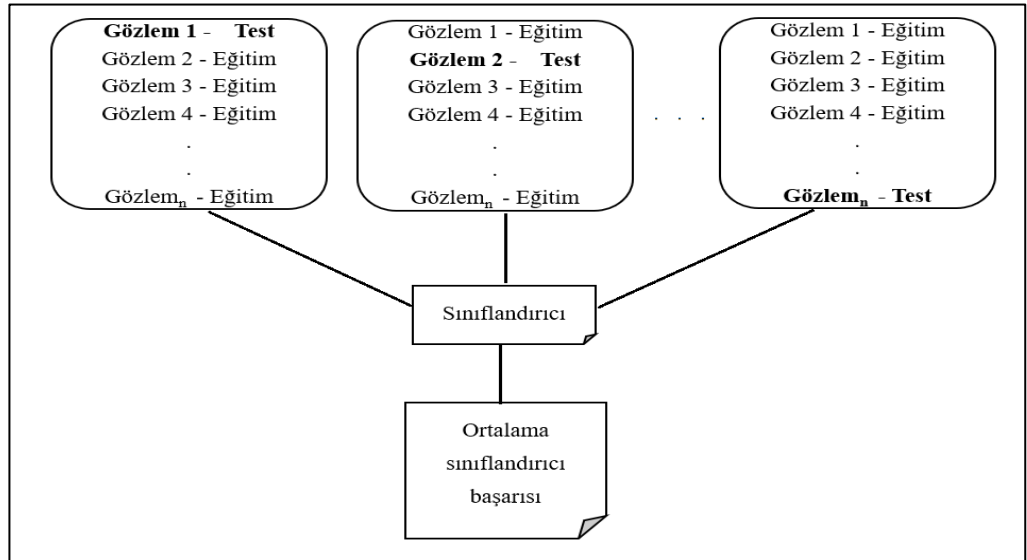 Gözlem 1 - Test
Gözlem 2 - Eğitim
Gözlem 3 - Eğitim
Gözlem 4 - Eğitim
.
.
Gözlemₙ - Eğitim
Gözlem 1 - Eğitim
Gözlem 2 - Test
Gözlem 3 - Eğitim
Gözlem 4 - Eğitim
.
.
Gözlemₙ - Eğitim
. . .
Gözlem 1 - Eğitim
Gözlem 2 - Eğitim
Gözlem 3 - Eğitim
Gözlem 4 - Eğitim
.
.
Gözlemₙ - Test
Sınıflandırıcı
Ortalama
sınıflandırıcı
başarısı